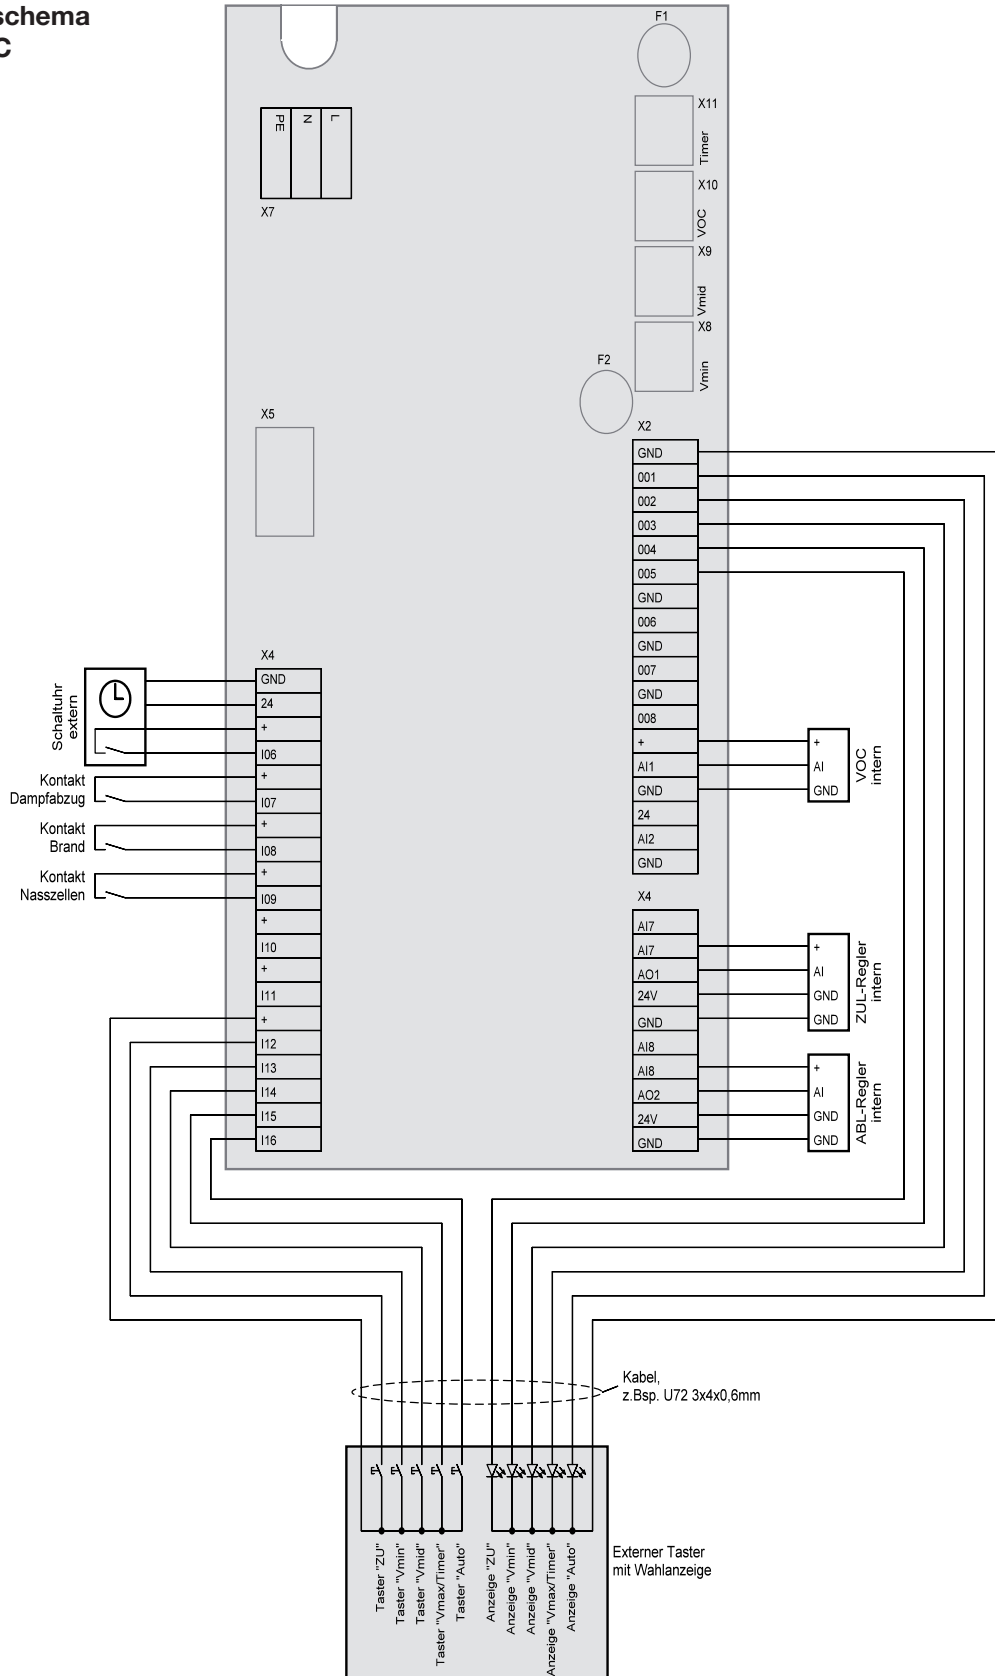 schema
C
F1
X11
Timer
X10
VOC
X9
Vmid
X8
Vmin
PE
N
L
X7
F2
X5
X2
GND
001
002
003
004
005
GND
006
GND
007
GND
008
+
AI1
GND
24
AI2
GND
+
AI
GND
VOC
intern
X4
GND
24
+
I06
+
I07
+
I08
+
I09
+
I10
+
I11
+
I12
I13
I14
I15
I16
Schaltuhr
extern
Kontakt
Dampfabzug
Kontakt
Brand
Kontakt
Nasszellen
X4
AI7
AI7
AO1
24V
GND
AI8
AI8
AO2
24V
GND
+
AI
GND
GND
ZUL-Regler
intern
+
AI
GND
GND
ABL-Regler
intern
Kabel,
z.Bsp. U72 3x4x0,6mm
Taster "ZU"
Taster "Vmin"
Taster "Vmid"
Taster "Vmax/Timer"
Taster "Auto"
Anzeige "ZU"
Anzeige "Vmin"
Anzeige "Vmid"
Anzeige "Vmax/Timer"
Anzeige "Auto"
Externer Taster
mit Wahlanzeige